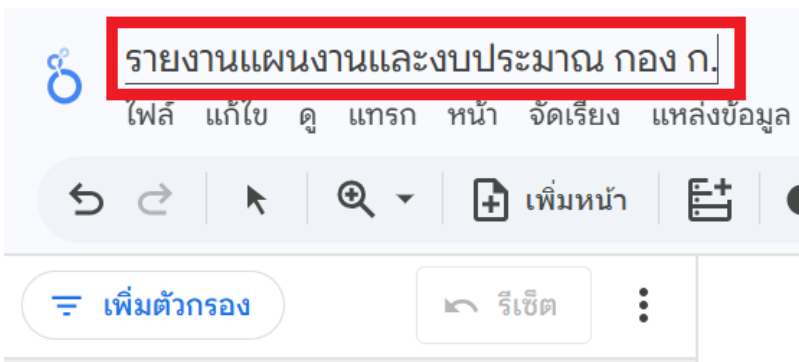 รายงานแผนงานและงบประมาณ กอง ก.
ไฟล์ แก้ไข ดู แทรก หน้า จัดเรียง แหล่งข้อมูล
เพิ่มหน้า
เพิ่มตัวกรอง รีเซ็ต